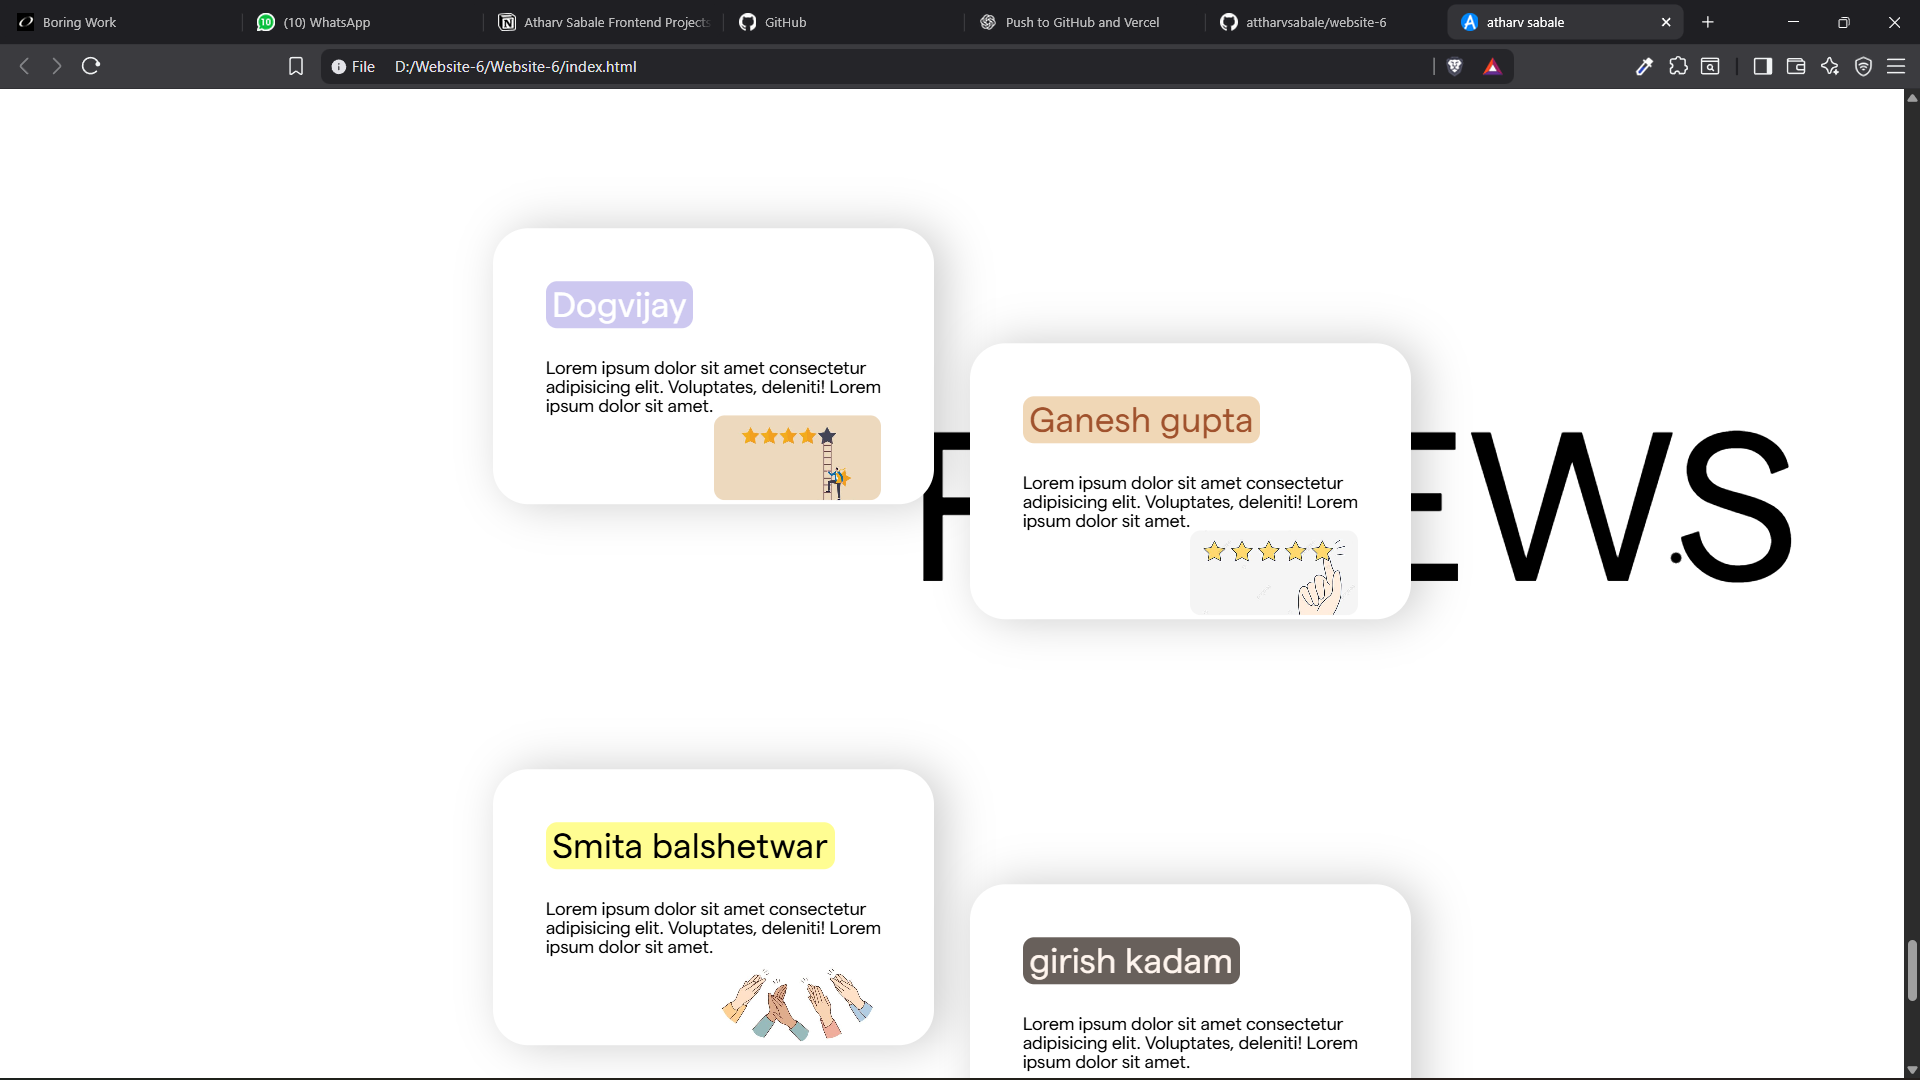 Boring Work
(10) WhatsApp
Atharv Sabale Frontend Projects
GitHub
Push to GitHub and Vercel
attharvsabale/website-6
atharv sabale
File
D:/Website-6/Website-6/index.html
Dogvijay
Lorem ipsum dolor sit amet consectetur
adipisicing elit. Voluptates, deleniti! Lorem
ipsum dolor sit amet.
Ganesh gupta
Lorem ipsum dolor sit amet consectetur
adipisicing elit. Voluptates, deleniti! Lorem
ipsum dolor sit amet.
EWS
Smita balshetwar
Lorem ipsum dolor sit amet consectetur
adipisicing elit. Voluptates, deleniti! Lorem
ipsum dolor sit amet.
girish kadam
Lorem ipsum dolor sit amet consectetur
adipisicing elit. Voluptates, deleniti! Lorem
ipsum dolor sit amet.